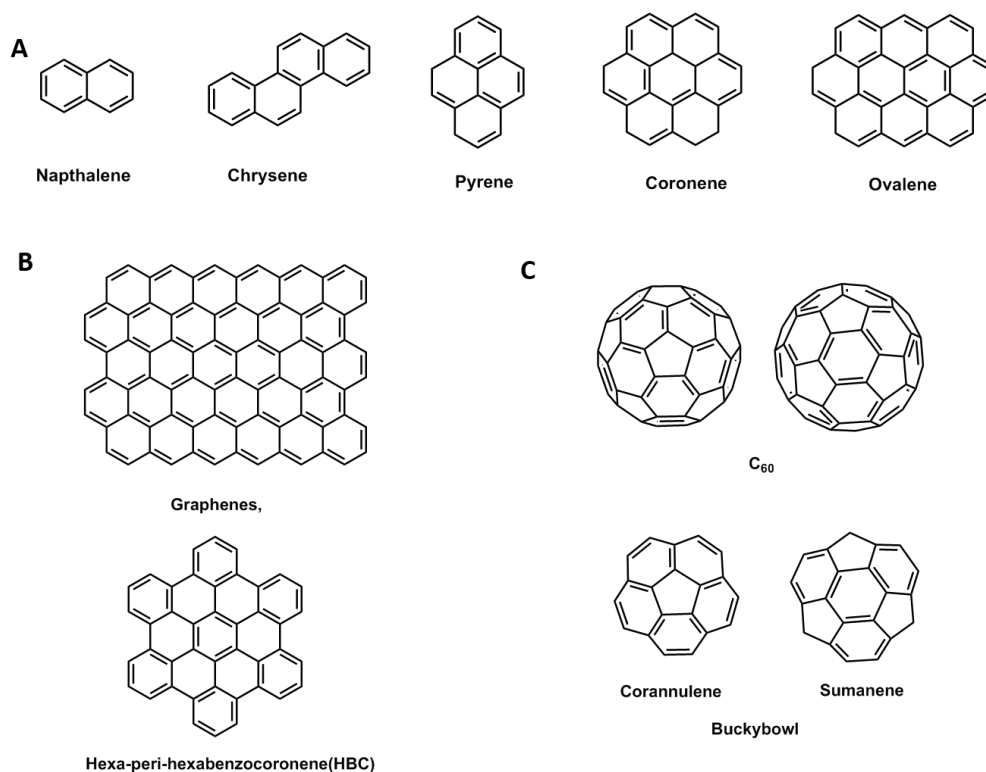 A
Napthalene
Chrysene
Pyrene
Coronene
Ovalene
B
Graphenes,
Hexa-peri-hexabenzocoronene(HBC)
C
C₆₀
Corannulene
Sumanene
Buckybowl